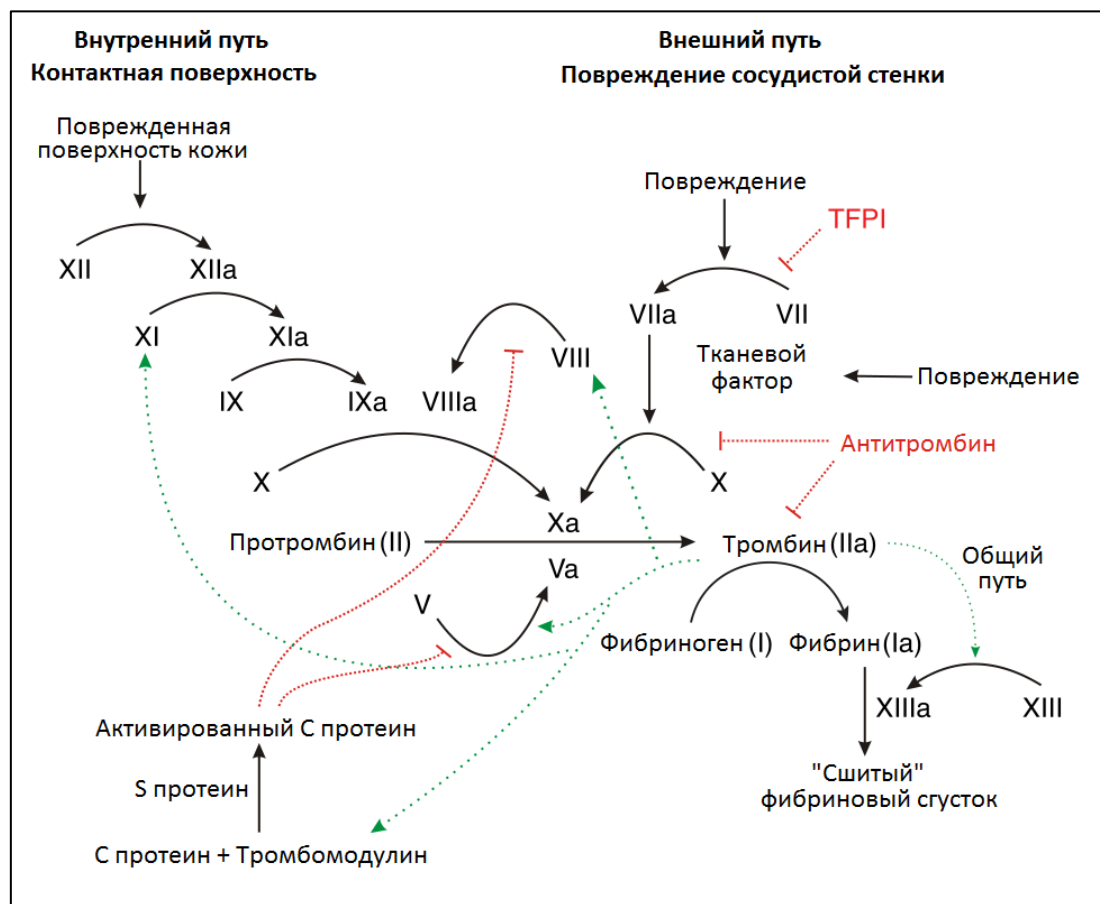 Внутренний путь
Контактная поверхность
Внешний путь
Повреждение сосудистой стенки
Поврежденная
поверхность кожи
Повреждение
TFPI
XII
XIIa
VIIa
VII
XI
XIa
VIII
Тканевой
фактор
Повреждение
IX
IXa
VIIIa
Антитромбин
X
X
Xa
Протромбин (II)
Тромбин (IIa)
Общий
путь
Va
V
Фибриноген (I)
Фибрин (Ia)
XIIIa
XIII
Активированный С протеин
S протеин
"Сшитый"
фибриновый сгусток
С протеин + Тромбомодулин